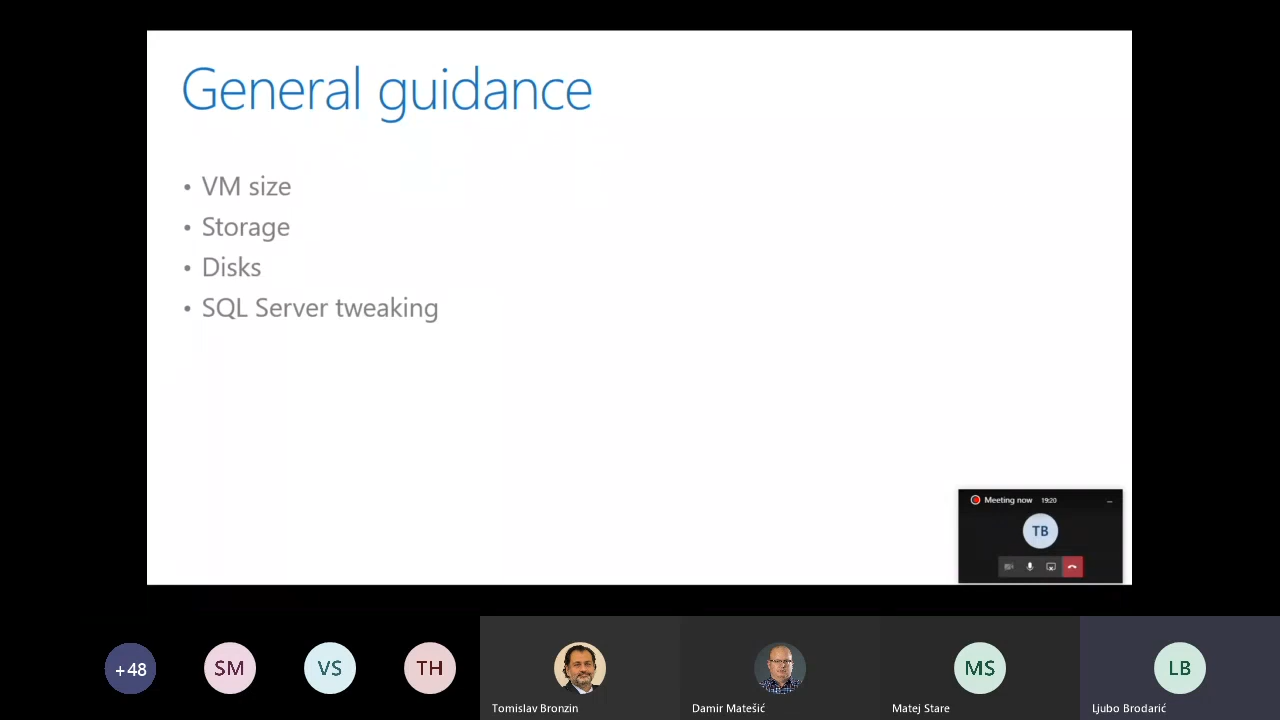 General guidance
• VM size
• Storage
• Disks
• SQL Server tweaking
Meeting now 19:20
TB
+48
SM
VS
TH
MS
LB
Tomislav Bronzin
Damir Matešić
Matej Stare
Ljubo Brodarić